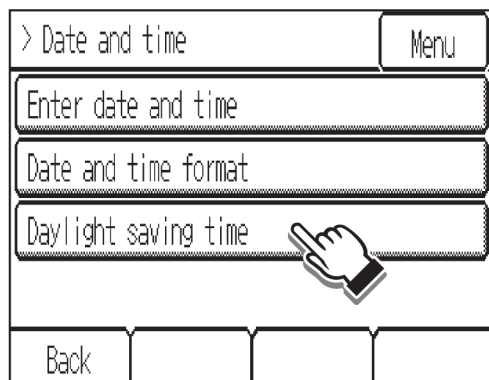 > Date and time
Menu
Enter date and time
Date and time format
Daylight saving time
Back